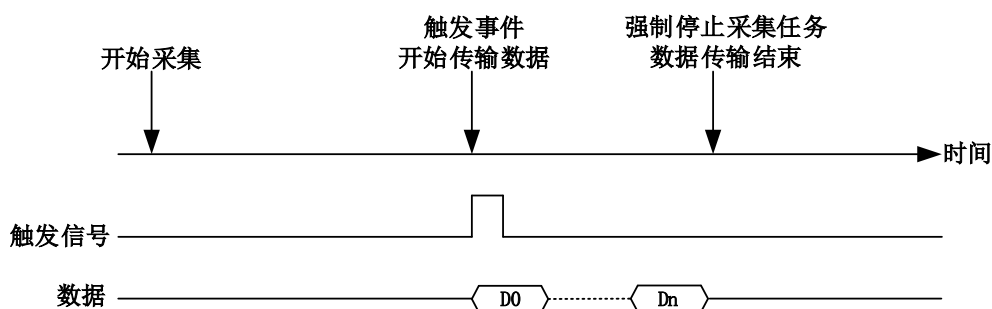 触发事件
强制停止采集任务
开始采集
开始传输数据
数据传输结束
时间
触发信号
数据
D0
Dn